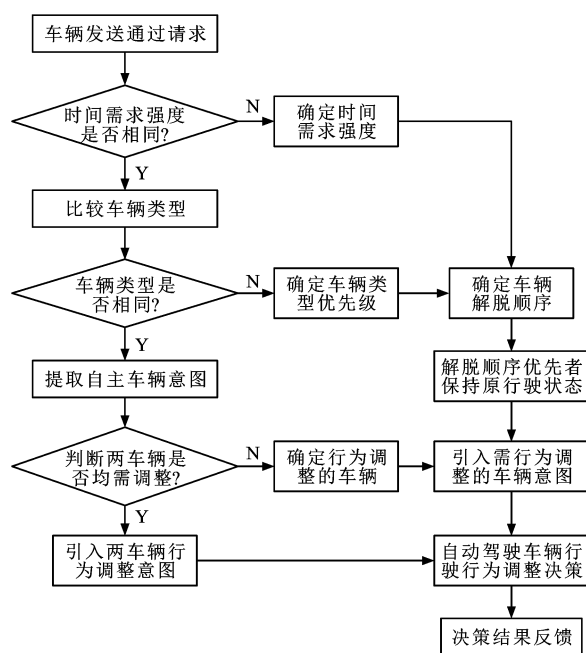 车辆发送通过请求
时间需求强度
是否相同?
N
确定时间
需求强度
Y
比较车辆类型
车辆类型是
否相同?
N
确定车辆类
型优先级
确定车辆
解脱顺序
Y
提取自主车辆意图
解脱顺序优先者
保持原行驶状态
判断两车辆是
否均需调整?
N
确定行为调
整的车辆
引入需行为调
整的车辆意图
Y
引入两车辆行
为调整意图
自动驾驶车辆行
驶行为调整决策
决策结果反馈